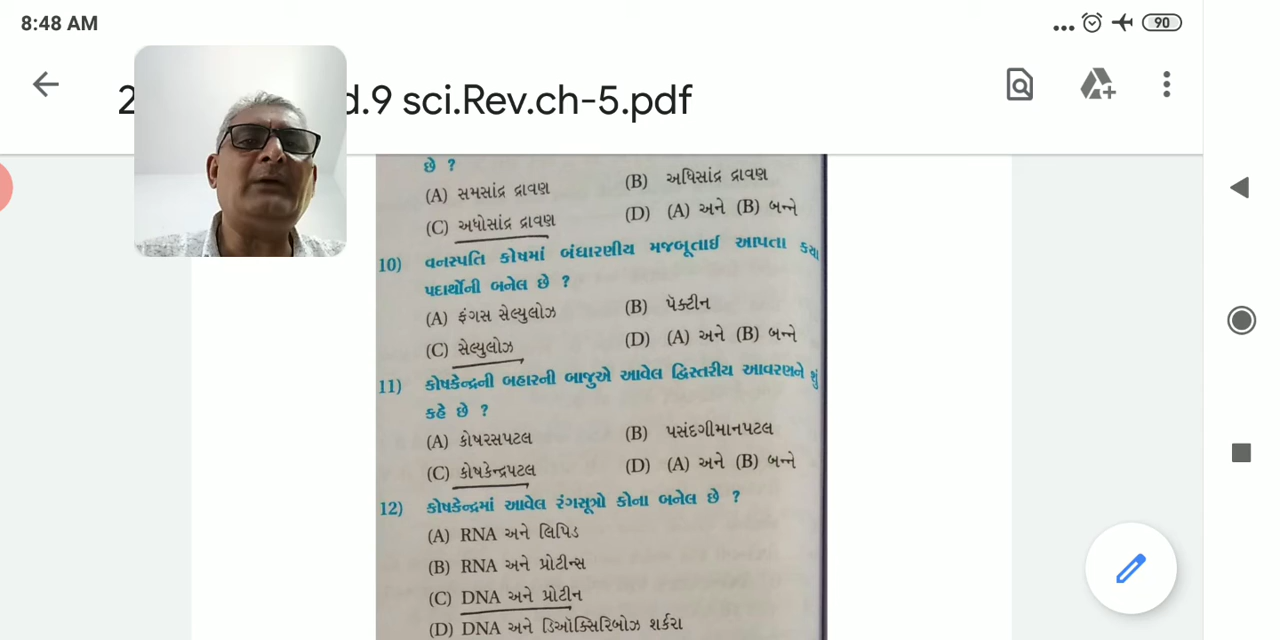 8:48 AM
90
2 d.9 sci.Rev.ch-5.pdf
છે ?
(A) સમસાંદ્ર દ્રાવણ (B) અધિસાંદ્ર દ્રાવણ
(C) અધોસાંદ્ર દ્રાવણ (D) (A) અને (B) બન્ને
10) વનસ્પતિ કોષમાં બંધારણીય મજબૂતાઈ આપતા કયા
પદાર્થોની બનેલ છે ?
(A) ફંગસ સેલ્યુલોઝ (B) પૅક્ટીન
(C) સેલ્યુલોઝ (D) (A) અને (B) બન્ને
11) કોષકેન્દ્રની બહારની બાજુએ આવેલ દ્વિસ્તરીય આવરણને શું
કહે છે ?
(A) કોષરસપટલ (B) પસંદગીમાનપટલ
(C) કોષકેન્દ્રપટલ (D) (A) અને (B) બન્ને
12) કોષકેન્દ્રમાં આવેલ રંગસૂત્રો કોના બનેલ છે ?
(A) RNA અને લિપિડ
(B) RNA અને પ્રોટીન્સ
(C) DNA અને પ્રોટીન
(D) DNA અને ડિઑક્સિરિબોઝ શર્કરા